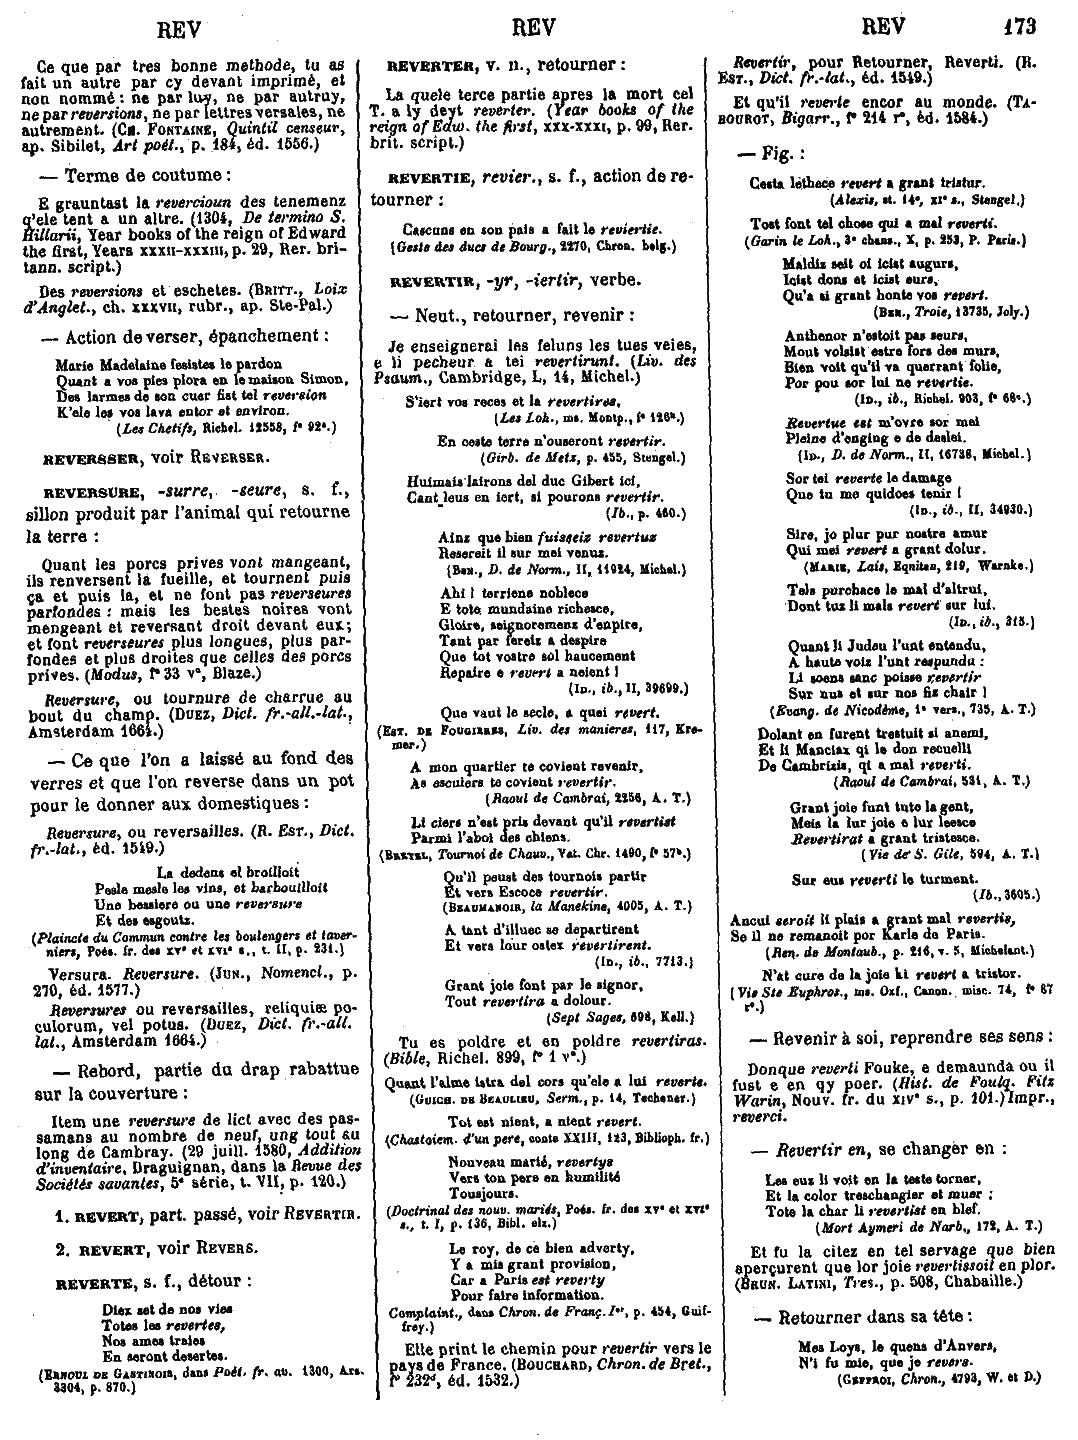 REV
REV
REV 173
Ce que par tres bonne methode, tu as
fait un autre par cy devant imprimé, et
non nommé : ne par luy, ne par autruy,
ne par reversions, ne par lettres versales, ne
autrement. (CH. FONTAINE, Quintil censeur,
ap. Sibilet, Art poét., p. 184, éd. 1556.)
— Terme de coutume :
E grauntast la revercioun des tenemenz
q'ele tent a un altre. (1304, De termino S.
Hillarii, Year books of the reign of Edward
the first, Years XXXII-XXXIII, p. 29, Rer. bri-
tann. script.)
Des reversions et eschetes. (BRITT., Loix
d'Anglet., ch. XXXVII, rubr., ap. Ste-Pal.)
— Action de verser, épanchement :
Marie Madelaine fesistes le pardon
Quant a vos pies plora en le maison Simon,
Des larmes de son cuer fist tel reversion
K'ele les vos lava entor et environ.
(Les Chetifs, Richel. 12558, f° 92ᵃ.)
REVERSSER, voir REVERSER.
REVERSURE, -surre, -seure, s. f.,
sillon produit par l'animal qui retourne
la terre :
Quant les porcs prives vont mangeant,
ils renversent la fueille, et tournent puis
ça et puis la, et ne font pas reverseures
parfondes : mais les bestes noires vont
mengeant et reversant droit devant eux ;
et font reverseures plus longues, plus par-
fondes et plus droites que celles des porcs
prives. (Modus, f° 33 v°, Blaze.)
Reversure, ou tournure de charrue au
bout du champ. (DUEZ, Dict. fr.-all.-lat.,
Amsterdam 1664.)
— Ce que l'on a laissé au fond des
verres et que l'on reverse dans un pot
pour le donner aux domestiques :
Reversure, ou reversailles. (R. EST., Dict.
fr.-lat., éd. 1549.)
La dedens el broilloit
Pesle mesle les vins, et barbouilloit
Une bessiere ou une reversure
Et des esgoutz.
(Plaincte du Commun contre les boulengers et taver-
niers, Poés. fr. des XVᵉ et XVIᵉ s., t. II, p. 231.)
Versura. Reversure. (JUN., Nomencl., p.
270, éd. 1577.)
Reversures ou reversailles, reliquiæ po-
culorum, vel potus. (DUEZ, Dict. fr.-all.
lat., Amsterdam 1664.)
— Rebord, partie du drap rabattue
sur la couverture :
Item une reversure de lict avec des pas-
samans au nombre de neuf, ung tout au
long de Cambray. (29 juill. 1580, Addition
d'inventaire, Draguignan, dans la Revue des
Sociétés savantes, 5ᵉ série, t. VII, p. 120.)
1. REVERT, part. passé, voir REVERTIR.
2. REVERT, voir REVERS.
REVERTE, s. f., détour :
Diex set de nos vies
Totes les revertes,
Nos ames traies
En seront desertes.
(ERNOUL DE GASTINOIS, dans Poét. fr. av. 1300, Ars.
3304, p. 870.)
REVERTER, v. n., retourner :
La quele terce partie apres la mort cel
T. a ly deyt reverter. (Year books of the
reign of Edw. the first, XXX-XXXI, p. 99, Rer.
brit. script.)
REVERTIE, revier., s. f., action de re-
tourner :
Cascuns en son pais a fait le reviertie.
(Geste des ducs de Bourg., 2270, Chron. belg.)
REVERTIR, -yr, -iertir, verbe.
— Neut., retourner, revenir :
Je enseignerai les feluns les tues veies,
e li pecheur a tei revertirunt. (Liv. des
Psaum., Cambridge, L, 14, Michel.)
S'iert vos reces et la revertires,
(Les Loh., ms. Montp., f° 126ᵇ.)
En ceste terre n'ouseront revertir.
(Girb. de Metz, p. 455, Stengel.)
Huimais lairons del duc Gibert ici,
Cant leus en iert, si pourons revertir.
(Ib., p. 460.)
Ainz que bien fuisseiz revertuz
Resereit il sur mei venuz.
(BEN., D. de Norm., II, 11924, Michel.)
Ahi ! terriene noblece
E tote mundaine richesce,
Gloire, seignoremenz d'enpire,
Tant par fereiz a despire
Que tot vostre sol haucement
Repaire e revert a neient !
(ID., ib., II, 39699.)
Que vaut le secle, a quei revert.
(EST. DE FOUGIERES, Liv. des manieres, 117, Kre-
mer.)
A mon quartier te covient revenir,
As esculers te covient revertir.
(Raoul de Cambrai, 2256, A. T.)
Li ciers n'est pris devant qu'il revertist
Parmi l'aboi des chiens.
(BRETEL, Tournoi de Chauv., Vat. Chr. 1490, f° 57ᵇ.)
Qu'il peust des tournois partir
Et vers Escoce revertir.
(BEAUMANOIR, la Manekine, 4005, A. T.)
A tant d'illuec se departirent
Et vers lour ostex revertirent.
(ID., ib., 7713.)
Grant joie font par le signor,
Tout revertira a dolour.
(Sept Sages, 698, Kell.)
Tu es poldre et en poldre revertiras.
(Bible, Richel. 899, f° 1 v°.)
Quant l'alme istra del cors qu'ele a lui reverte.
(GUICH. DE BEAULIEU, Serm., p. 14, Techener.)
Tot est nient, a nient revert.
(Chastoiem. d'un pere, conte XXIII, 123, Biblioph. fr.)
Nouveau marié, revertys
Vers ton pere en humilité
Tousjours.
(Doctrinal des nouv. mariés, Poés. fr. des XVᵉ et XVIᵉ
s., t. I, p. 136, Bibl. elz.)
Le roy, de ce bien adverty,
Y a mis grant provision,
Car a Paris est reverty
Pour faire information.
Complaint., dans Chron. de Franç. Iᵉʳ, p. 454, Guif-
frey.)
Elle print le chemin pour revertir vers le
pays de France. (BOUCHARD, Chron. de Bret.,
f° 232ᵈ, éd. 1532.)
Revertir, pour Retourner, Reverti. (R.
EST., Dict. fr.-lat., éd. 1549.)
Et qu'il reverte encor au monde. (TA-
BOUROT, Bigarr., f° 214 r°, éd. 1584.)
— Fig. :
Cesta lethece revert a grant tristur.
(Alexis, st. 14ᵉ, XIᵉ s., Stengel.)
Tost font tel chose qui a mal reverti.
(Garin le Loh., 3ᵉ chans., X, p. 253, P. Paris.)
Maldiz seit oi icist augurs,
Icist dons et icist eurs,
Qu'a si grant honte vos revert.
(BEN., Troie, 13735, Joly.)
Anthenor n'estoit pas seurs,
Mout volsist estre fors des murs,
Bien voit qu'il va querrant folie,
Por pou sor lui ne revertie.
(ID., ib., Richel. 903, f° 68ᵃ.)
Revertue est m'ovre sor mei
Pleine d'enging e de deslei.
(ID., D. de Norm., II, 16738, Michel.)
Sor tei reverte le damage
Que tu me quidoes tenir !
(ID., ib., II, 34930.)
Sire, jo plur pur nostre amur
Qui mei revert a grant dolur.
(MARIE, Lais, Eqnitan, 219, Warnke.)
Tels purchace le mal d'altrui,
Dont tuz li mals revert sur lui.
(ID., ib., 315.)
Quant li Judeu l'unt entendu,
A haute voiz l'unt respundu :
Li soens sanc poisse revertir
Sur nus et sur nos fiz chair !
(Evang. de Nicodème, 1ᵉ vers., 735, A. T.)
Dolant en furent trestuit si anemi,
Et li Manciax qi le don recuelli
De Cambrizis, qi a mal reverti.
(Raoul de Cambrai, 531, A. T.)
Grant joie funt tute la gent,
Meis la lur joie e lur leesce
Revertirat a grant tristesce.
(Vie de S. Gile, 594, A. T.)
Sur eus reverti le turment.
(Ib., 3605.)
Ancui seroit li plais a grant mal revertis,
Se il ne remanoit par Karle de Paris.
(Ren. de Montaub., p. 216, v. 5, Michelant.)
N'at cure de la joie ki revert a tristor.
(Vie Ste Euphros., ms. Oxf., Canon. misc. 74, f° 87
r°.)
— Revenir à soi, reprendre ses sens :
Donque reverti Fouke, e demaunda ou il
fust e en qy poer. (Hist. de Foulq. Fitz
Warin, Nouv. fr. du XIVᵉ s., p. 101.) Impr.,
reverci.
— Revertir en, se changer en :
Les eux li voit en la teste torner,
Et la color treschangier et muer ;
Tote la char li revertist en blef.
(Mort Aymeri de Narb., 172, A. T.)
Et fu la citez en tel servage que bien
aperçurent que lor joie revertissoit en plor.
(BRUN. LATINI, Tres., p. 508, Chabaille.)
— Retourner dans sa tête :
Mes Loys, le quens d'Anvers,
N'i fu mie, que je revers.
(GEFFROI, Chron., 4793, W. et D.)